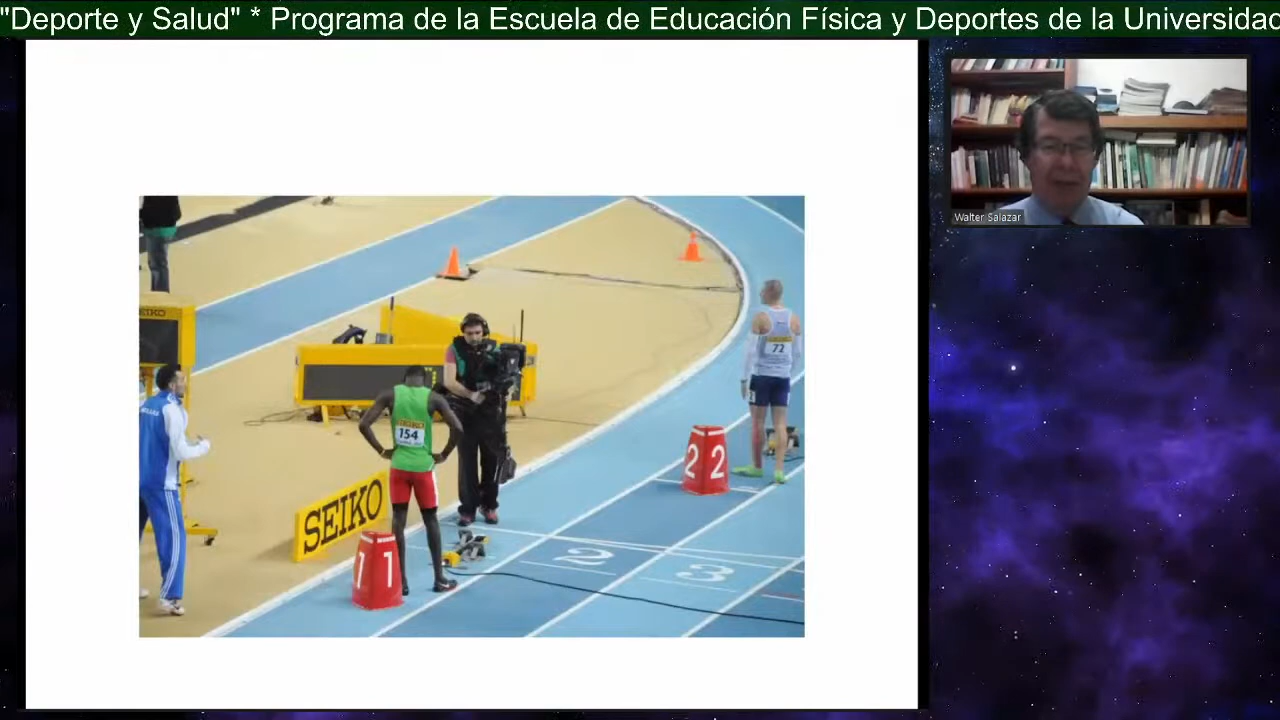 "Deporte y Salud" * Programa de la Escuela de Educación Física y Deportes de la Universidad
Walter Salazar
SEIKO
72
154
2 2
SEIKO
1 1
2
3